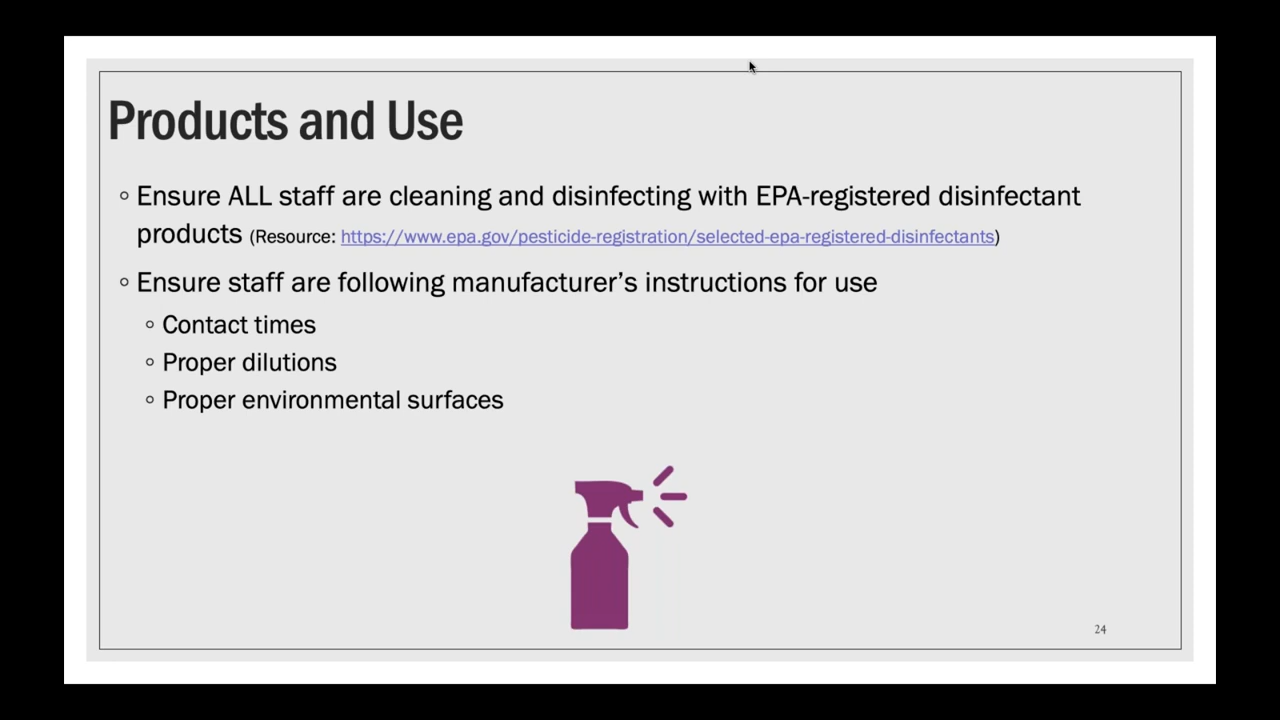 Products and Use
◦ Ensure ALL staff are cleaning and disinfecting with EPA-registered disinfectant
products (Resource: https://www.epa.gov/pesticide-registration/selected-epa-registered-disinfectants)
◦ Ensure staff are following manufacturer’s instructions for use
◦ Contact times
◦ Proper dilutions
◦ Proper environmental surfaces
24